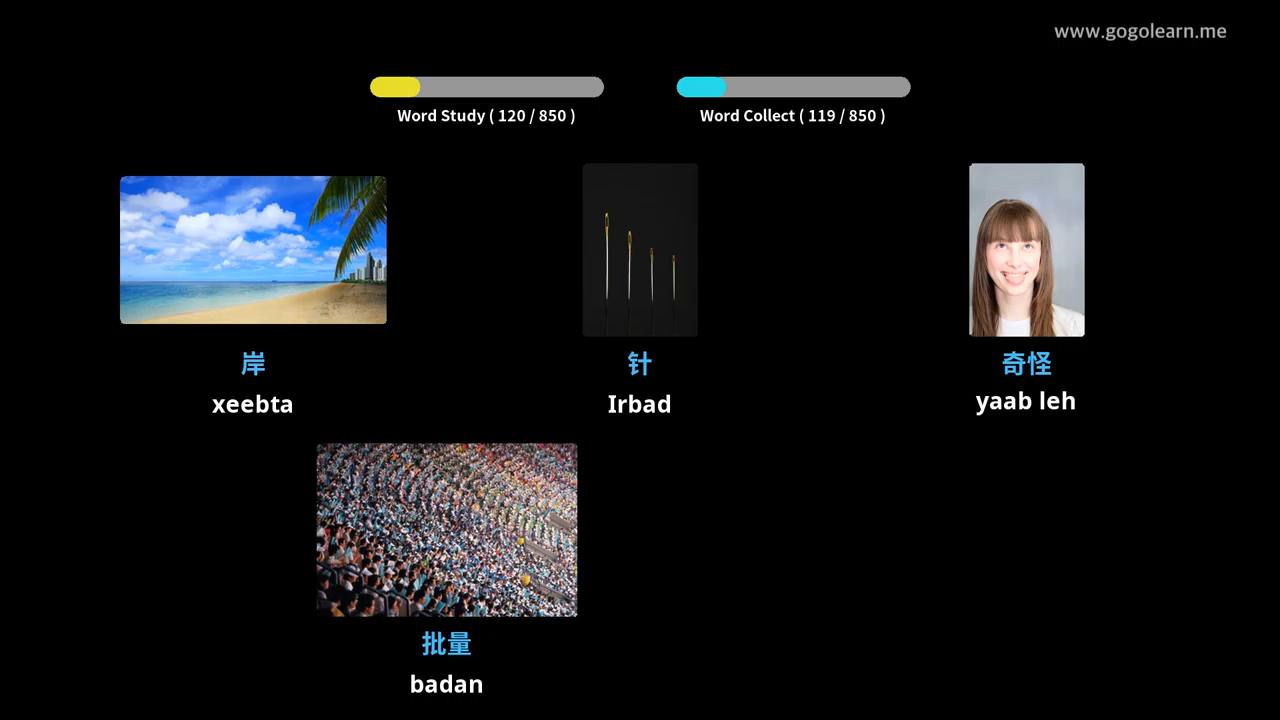 www.gogolearn.me
Word Study ( 120 / 850 )
Word Collect ( 119 / 850 )
岸
xeebta
针
Irbad
奇怪
yaab leh
批量
badan